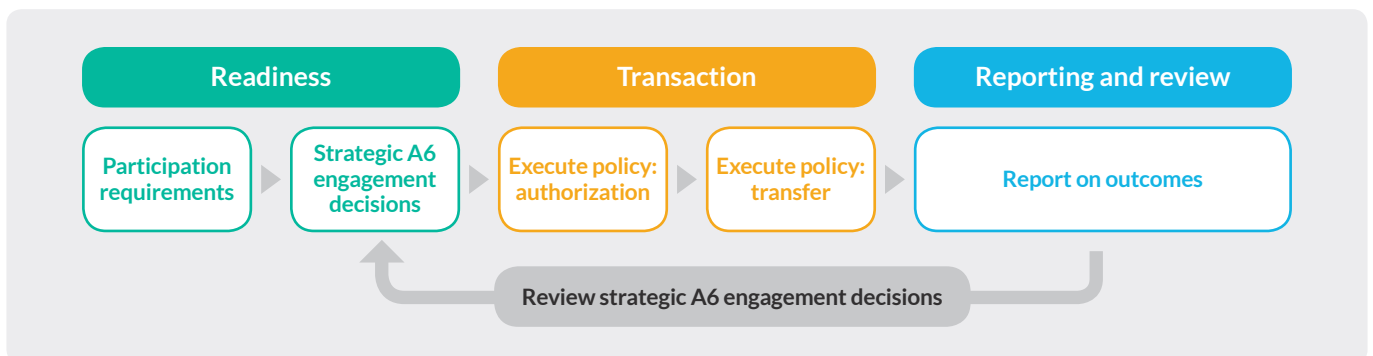 Readiness
Transaction
Reporting and review
Participation
requirements
Strategic A6
engagement
decisions
Execute policy:
authorization
Execute policy:
transfer
Report on outcomes
Review strategic A6 engagement decisions